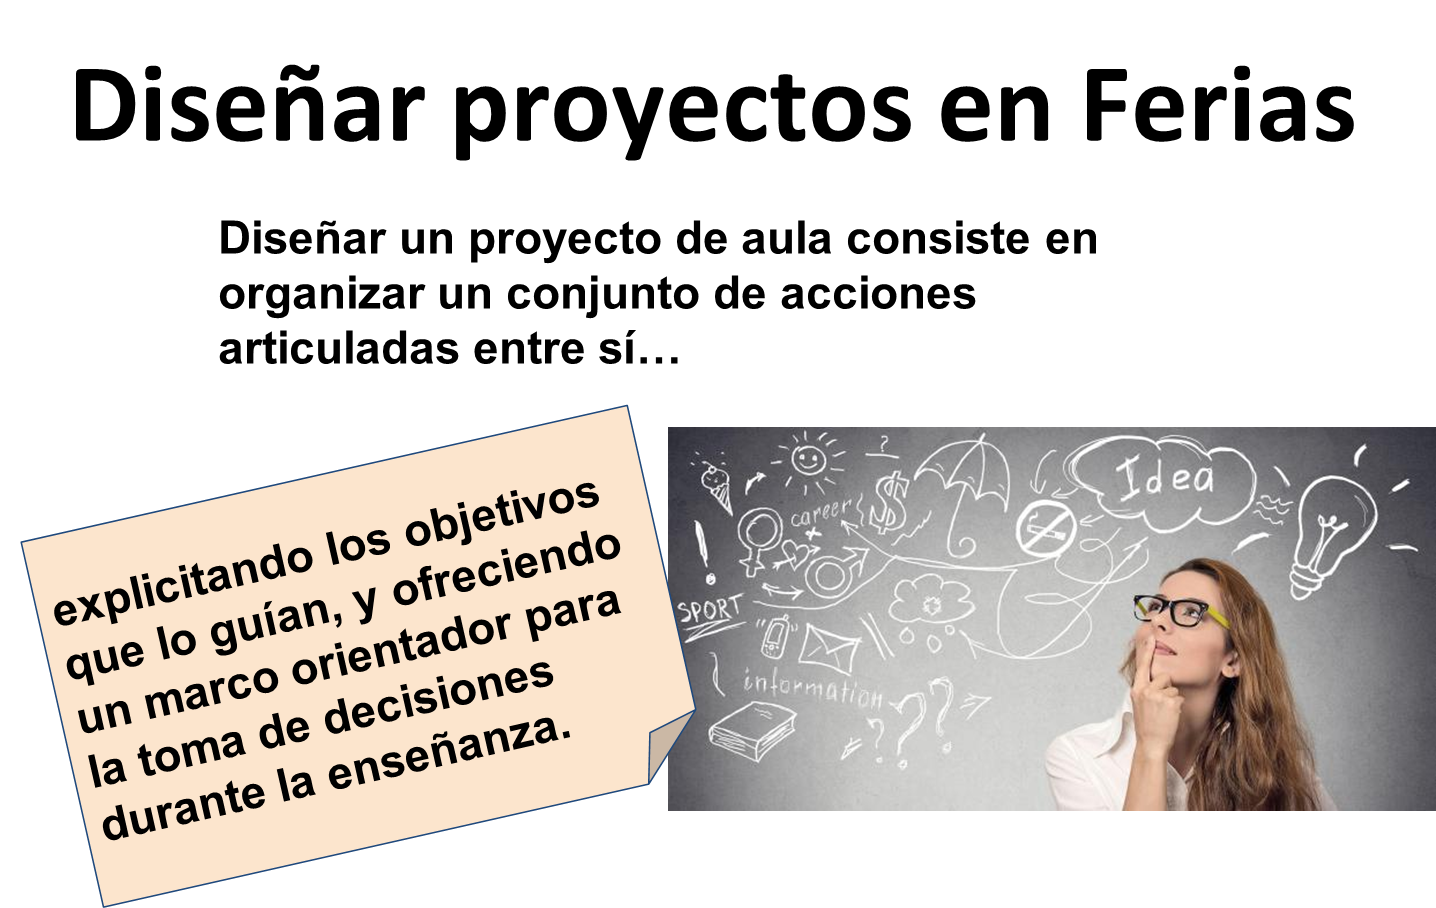 Diseñar proyectos en Ferias
Diseñar un proyecto de aula consiste en
organizar un conjunto de acciones
articuladas entre sí…
explicitando los objetivos
que lo guían, y ofreciendo
un marco orientador para
la toma de decisiones
durante la enseñanza.
?
Idea
career
$
!
SPORT
information
???